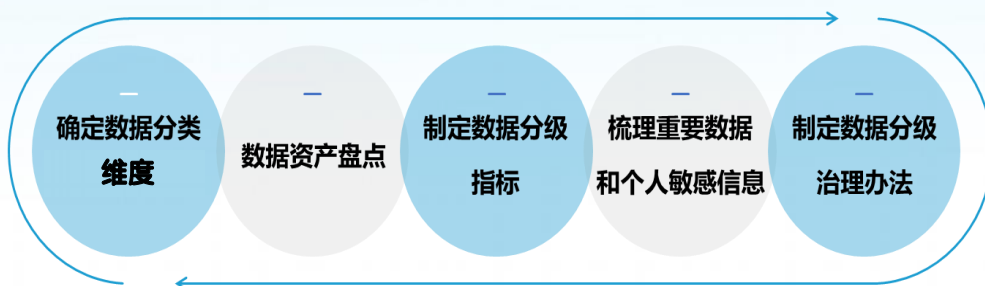 确定数据分类
维度
数据资产盘点
制定数据分级
指标
梳理重要数据
和个人敏感信息
制定数据分级
治理办法